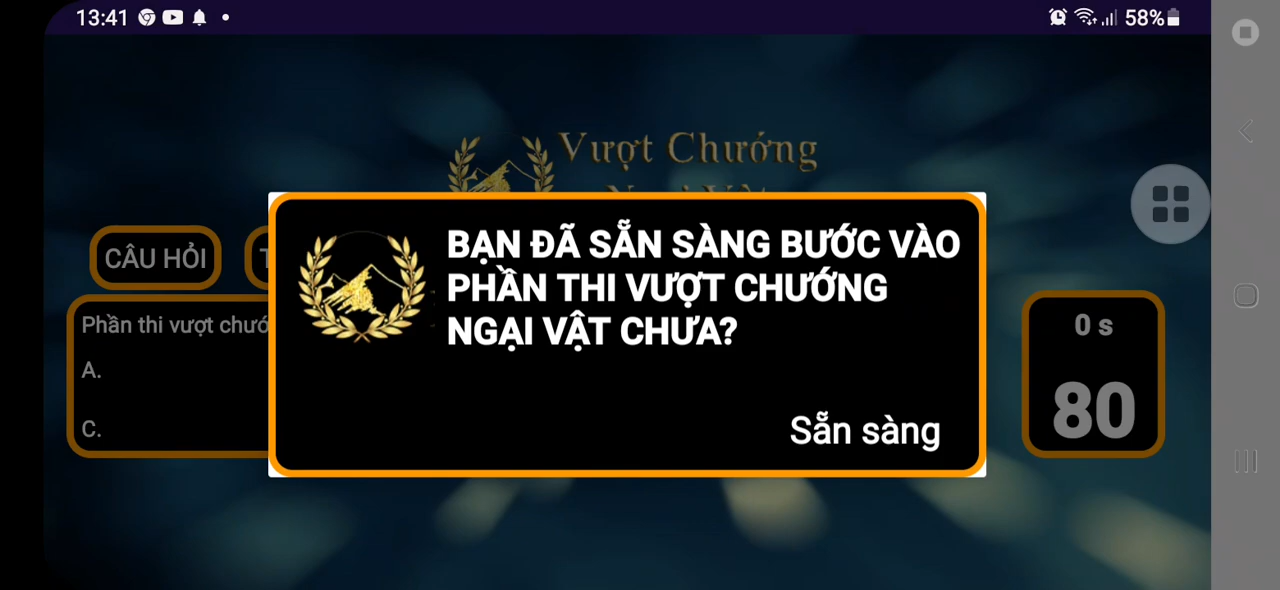 13:41
58%
Vượt Chướng
CÂU HỎI
BẠN ĐÃ SẴN SÀNG BƯỚC VÀO
PHẦN THI VƯỢT CHƯỚNG
NGẠI VẬT CHƯA?
Sẵn sàng
Phần thi vượt chướ
A.
C.
0 s
80